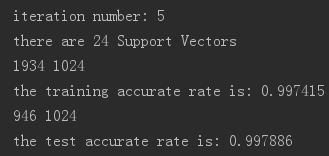 iteration number: 5
there are 24 Support Vectors
1934 1024
the training accurate rate is: 0.997415
946 1024
the test accurate rate is: 0.997886